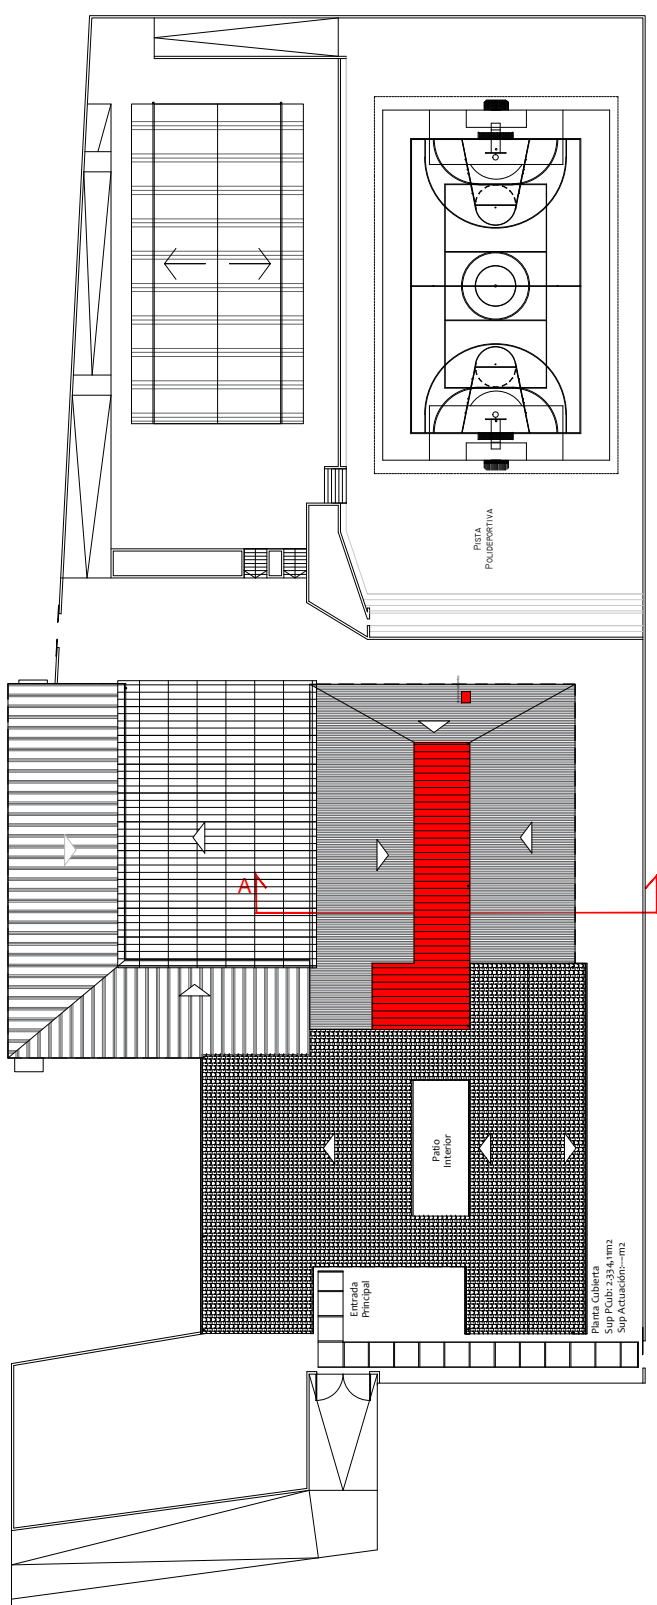 PISTA
POLIDEPORTIVA
A
Patio
Interior
Entrada
Principal
Planta Cubierta
Sup PCub: 2.334,11m2
Sup Actuación:---m2